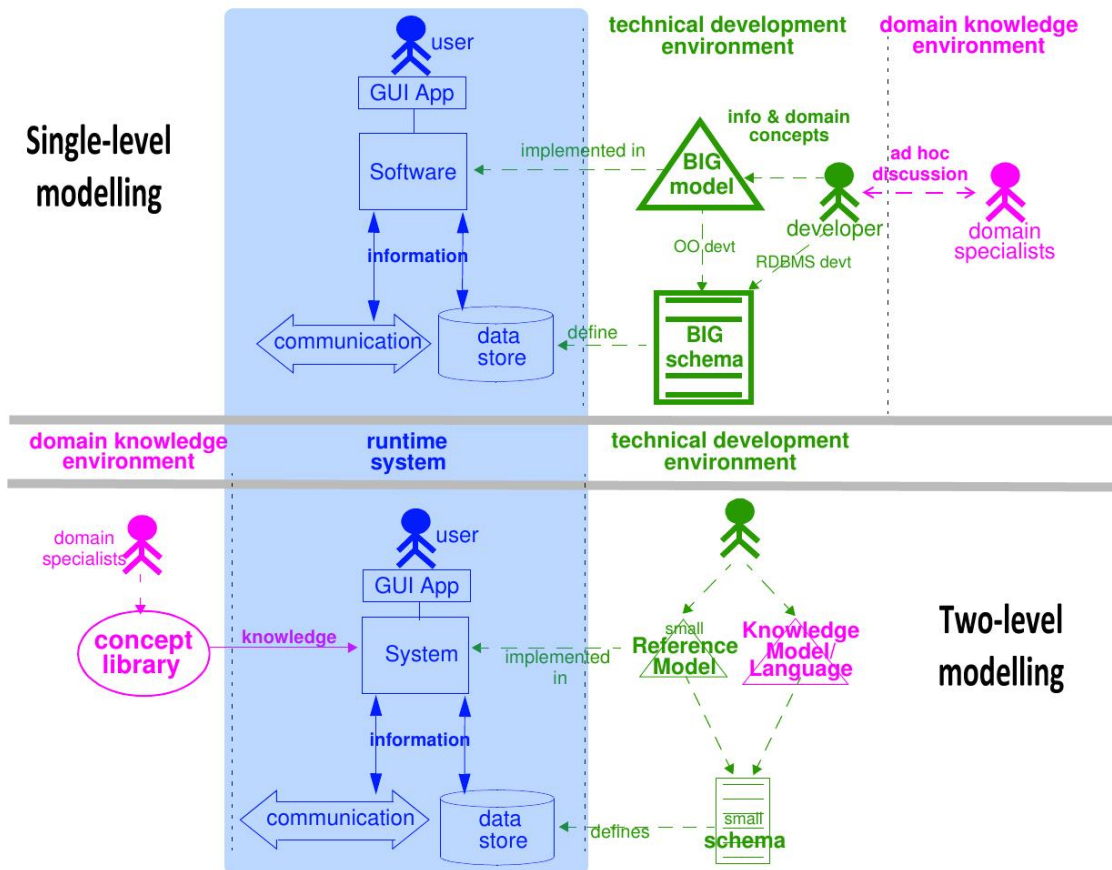 Single-level
modelling
user
GUI App
Software
information
communication
data
store
technical development
environment
info & domain
concepts
implemented in
BIG
model
developer
OO devt
RDBMS devt
define
BIG
schema
domain knowledge
environment
ad hoc
discussion
domain
specialists
domain knowledge
environment
runtime
system
technical development
environment
domain
specialists
concept
library
knowledge
user
GUI App
System
information
communication
data
store
implemented
in
small
Reference
Model
Knowledge
Model/
Language
defines
small
schema
Two-level
modelling